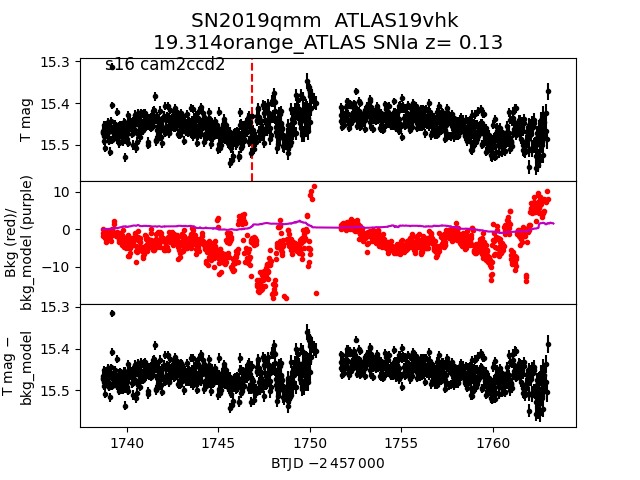 SN2019qmm ATLAS19vhk
19.314orange_ATLAS SNIa z= 0.13
s16 cam2ccd2
T mag
15.3
15.4
15.5
Bkg (red)/
bkg_model (purple)
10
0
−10
T mag −
bkg_model
15.3
15.4
15.5
1740
1745
1750
1755
1760
BTJD −2 457 000